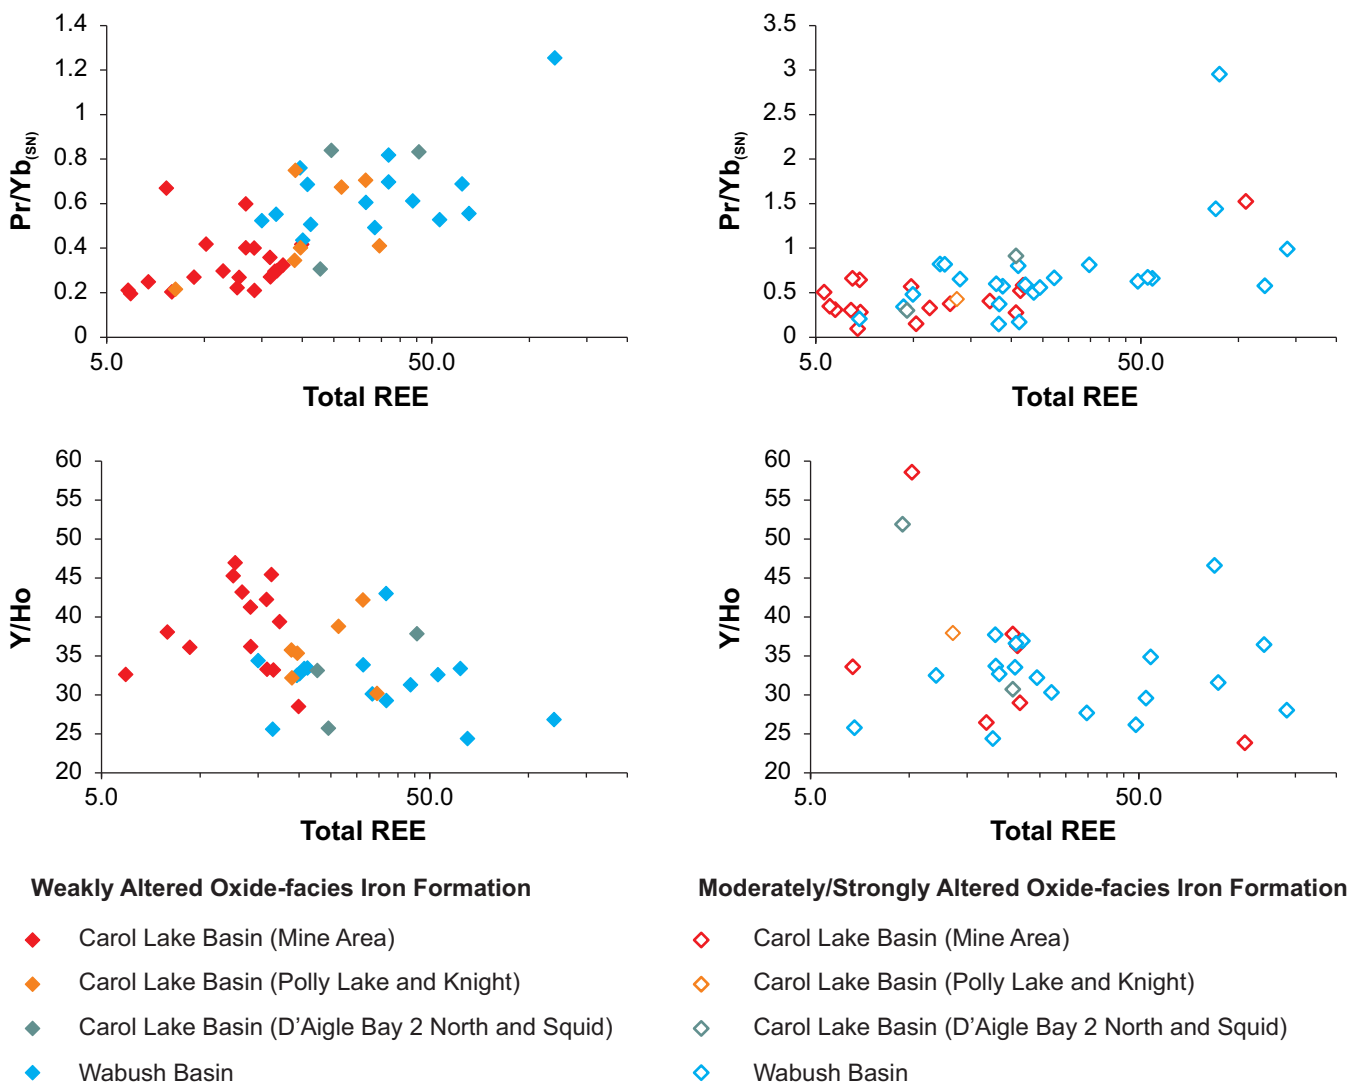 1.4
1.2
1
0.8
0.6
0.4
0.2
0
Pr/Yb(SN)
5.0 50.0
Total REE
3.5
3
2.5
2
1.5
1
0.5
0
Pr/Yb(SN)
5.0 50.0
Total REE
60
55
50
45
40
35
30
25
20
Y/Ho
5.0 50.0
Total REE
60
55
50
45
40
35
30
25
20
Y/Ho
5.0 50.0
Total REE
Weakly Altered Oxide-facies Iron Formation
Carol Lake Basin (Mine Area)
Carol Lake Basin (Polly Lake and Knight)
Carol Lake Basin (D'Aigle Bay 2 North and Squid)
Wabush Basin
Moderately/Strongly Altered Oxide-facies Iron Formation
Carol Lake Basin (Mine Area)
Carol Lake Basin (Polly Lake and Knight)
Carol Lake Basin (D'Aigle Bay 2 North and Squid)
Wabush Basin